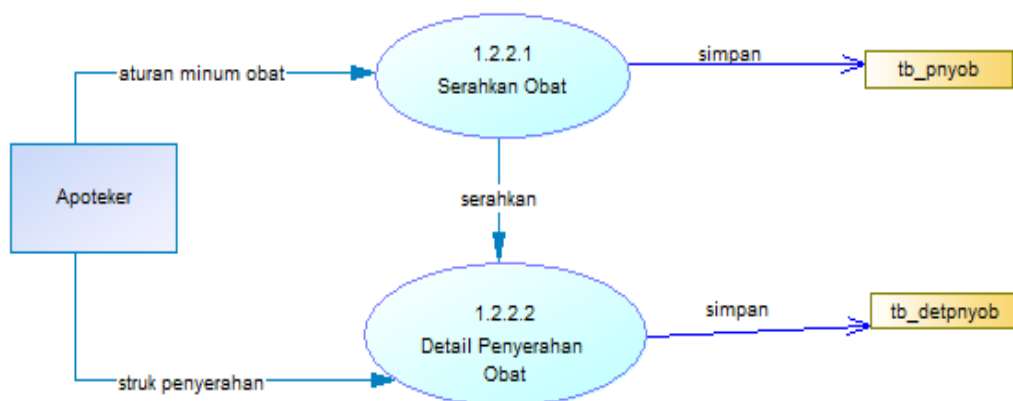 1.2.2.1
Serahkan Obat
simpan
tb_pnyob
aturan minum obat
Apoteker
serahkan
1.2.2.2
Detail Penyerahan
Obat
simpan
tb_detpnyob
struk penyerahan